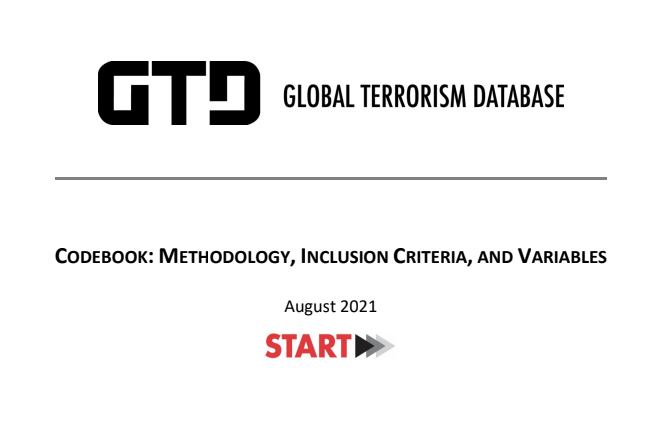 GTD GLOBAL TERRORISM DATABASE
CODEBOOK: METHODOLOGY, INCLUSION CRITERIA, AND VARIABLES
August 2021
START